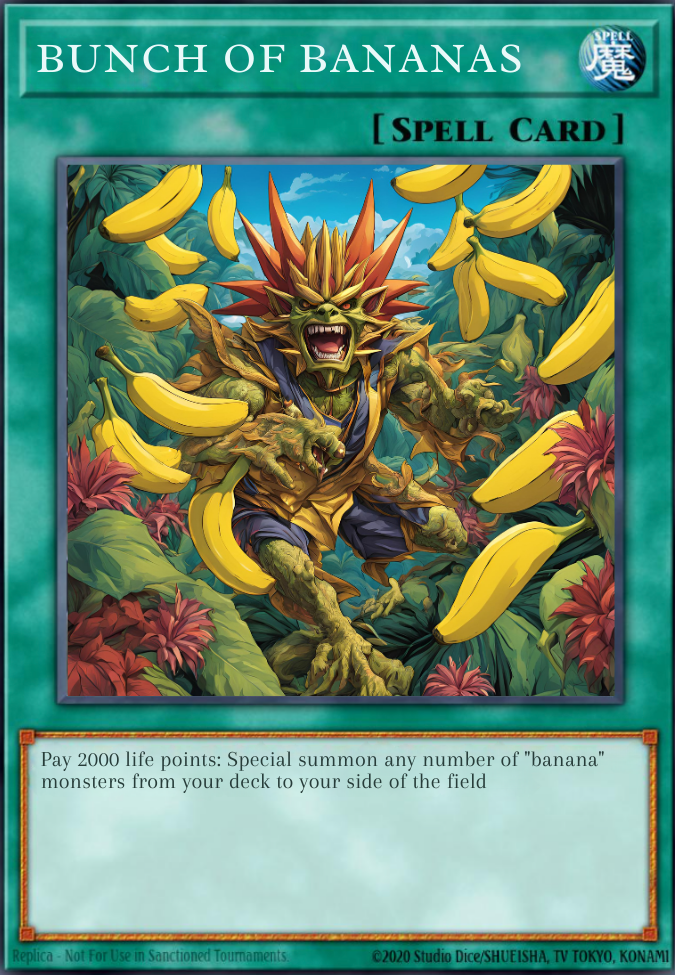 BUNCH OF BANANAS
SPELL
魔
[SPELL CARD]
Pay 2000 life points: Special summon any number of "banana"
monsters from your deck to your side of the field
Replica - Not For Use in Sanctioned Tournaments
©2020 Studio Dice/SHUEISHA, TV TOKYO, KONAMI